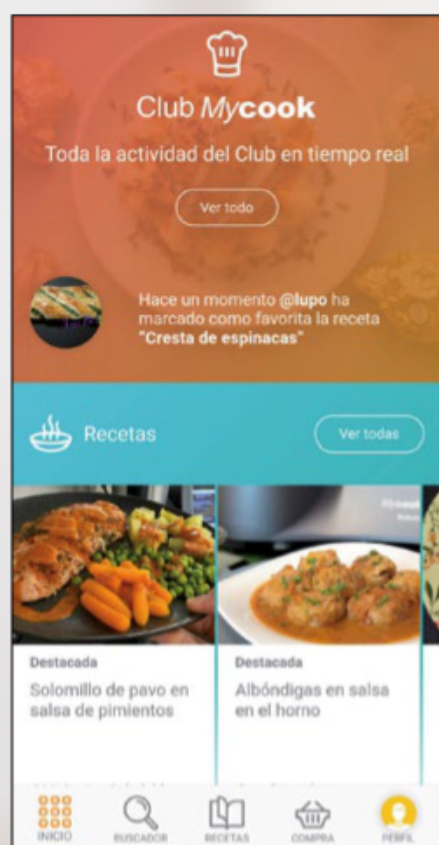 Club Mycook
Toda la actividad del Club en tiempo real
Ver todo
Hace un momento @lupo ha
marcado como favorita la receta
"Cresta de espinacas"
Recetas
Ver todas
Destacada
Solomillo de pavo en
salsa de pimientos
Destacada
Albóndigas en salsa
en el horno
INICIO
BUSCADOR
RECETAS
COMPRA
PERFIL